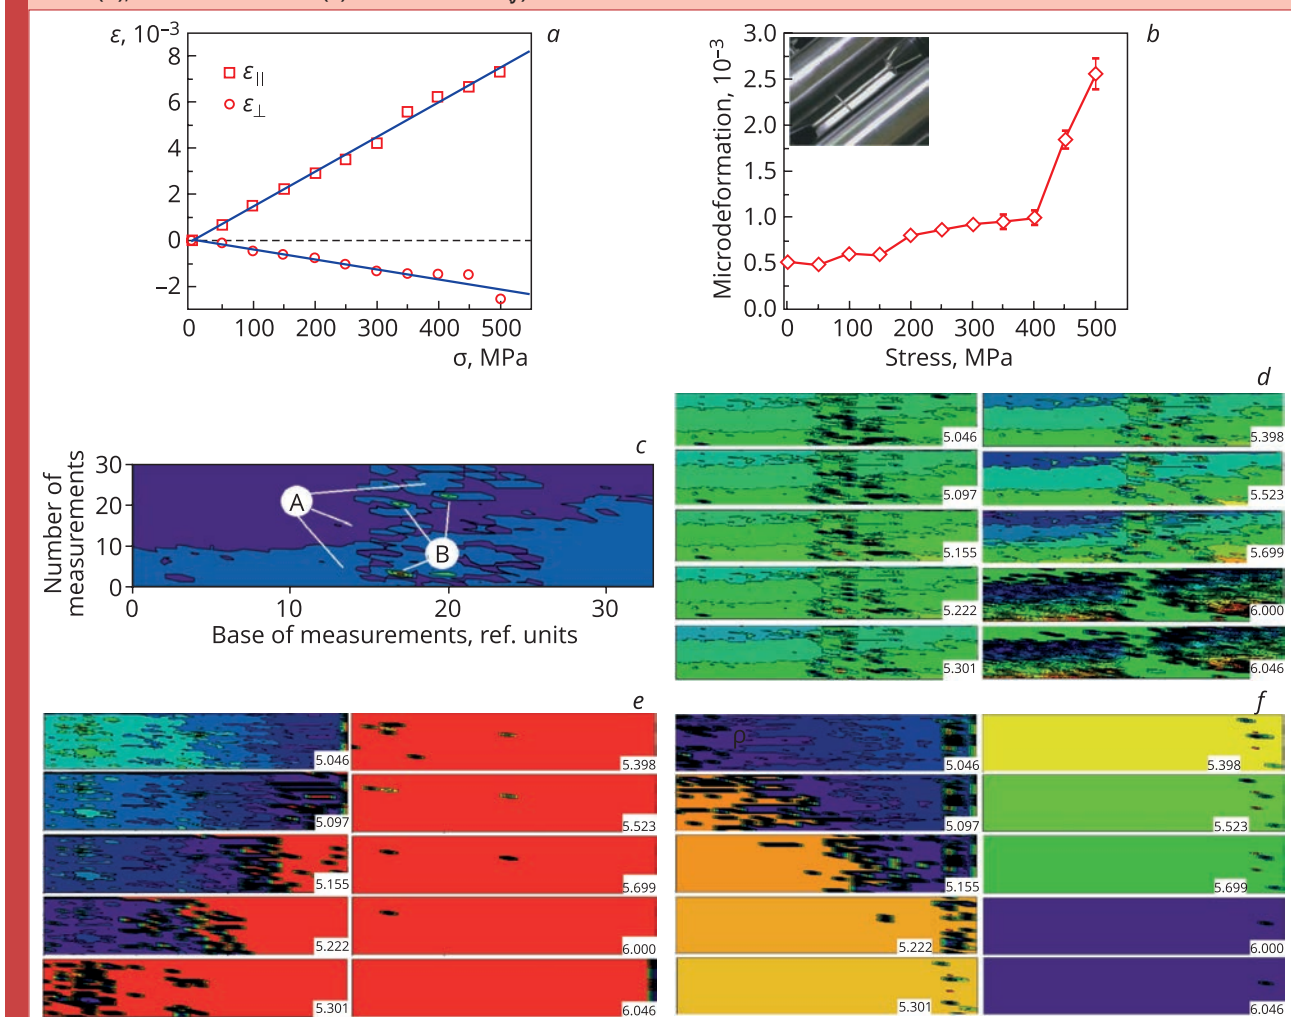 ε, 10⁻³
a
8
6
4
2
0
−2
ε||
ε⊥
0 100 200 300 400 500
σ, MPa
b
Microdeformation, 10⁻³
3.0
2.5
2.0
1.5
1.0
0.5
0.0
0 100 200 300 400 500
Stress, MPa
c
Number of
measurements
30
20
10
0
A
B
0 10 20 30
Base of measurements, ref. units
d
5.046
5.097
5.155
5.222
5.301
5.398
5.523
5.699
6.000
6.046
e
5.046
5.097
5.155
5.222
5.301
5.398
5.523
5.699
6.000
6.046
f
ρ
5.046
5.097
5.155
5.222
5.301
5.398
5.523
5.699
6.000
6.046